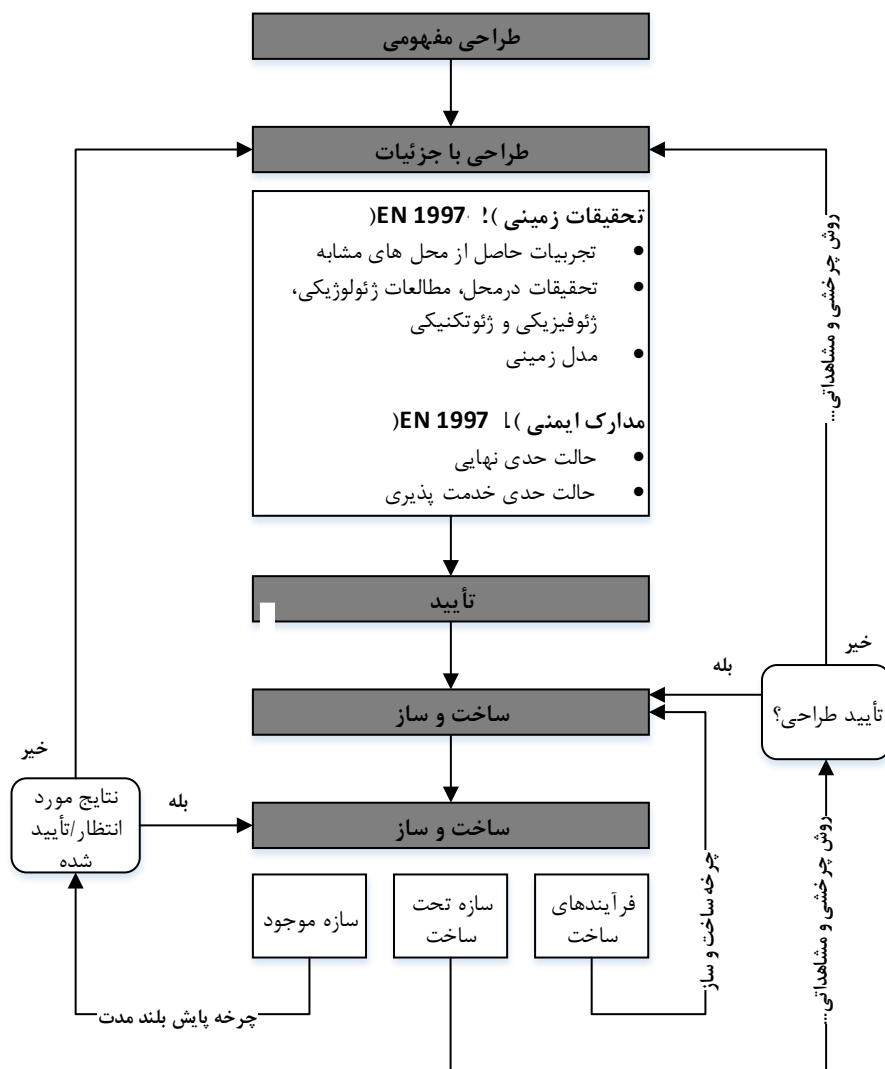 طراحی مفهومی
طراحی با جزئیات
تحقیقات زمینی )EN 1997(
تجربیات حاصل از محل های مشابه
تحقیقات درمحل، مطالعات ژئولوژیکی،
ژئوفیزیکی و ژئوتکنیکی
مدل زمینی
مدارک ایمنی )EN 1997(
حالت حدی نهایی
حالت حدی خدمت پذیری
تأیید
ساخت و ساز
ساخت و ساز
فرآیندهای
ساخت
سازه تحت
ساخت
سازه موجود
روش چرخشی و مشاهداتی...
خیر
بله
تأیید طراحی؟
روش چرخشی و مشاهداتی...
چرخه ساخت و ساز
خیر
بله
نتایج مورد
انتظار/تأیید
شده
چرخه پایش بلند مدت